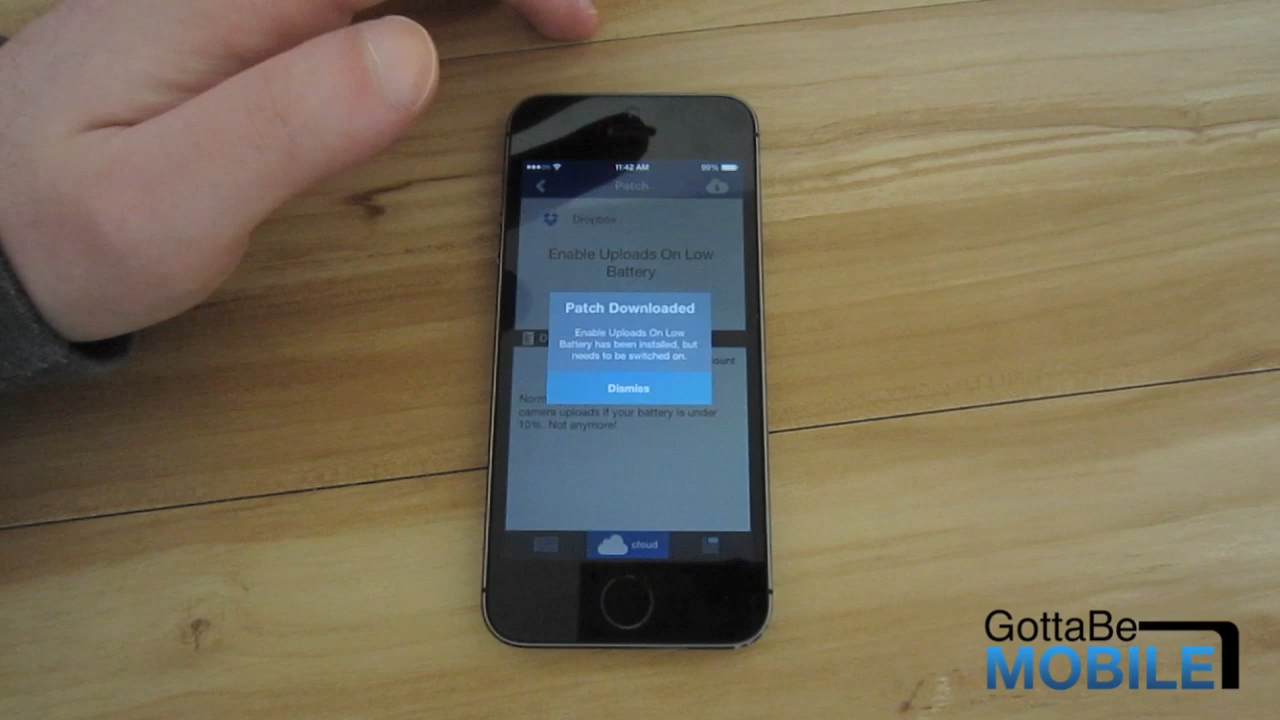 11:42 AM
99%
Patch
Dropbox
Enable Uploads On Low
Battery
Patch Downloaded
Enable Uploads On Low
Battery has been installed, but
needs to be switched on.
Dismiss
camera uploads if your battery is under
10%. Not anymore!
cloud
GottaBe
MOBILE